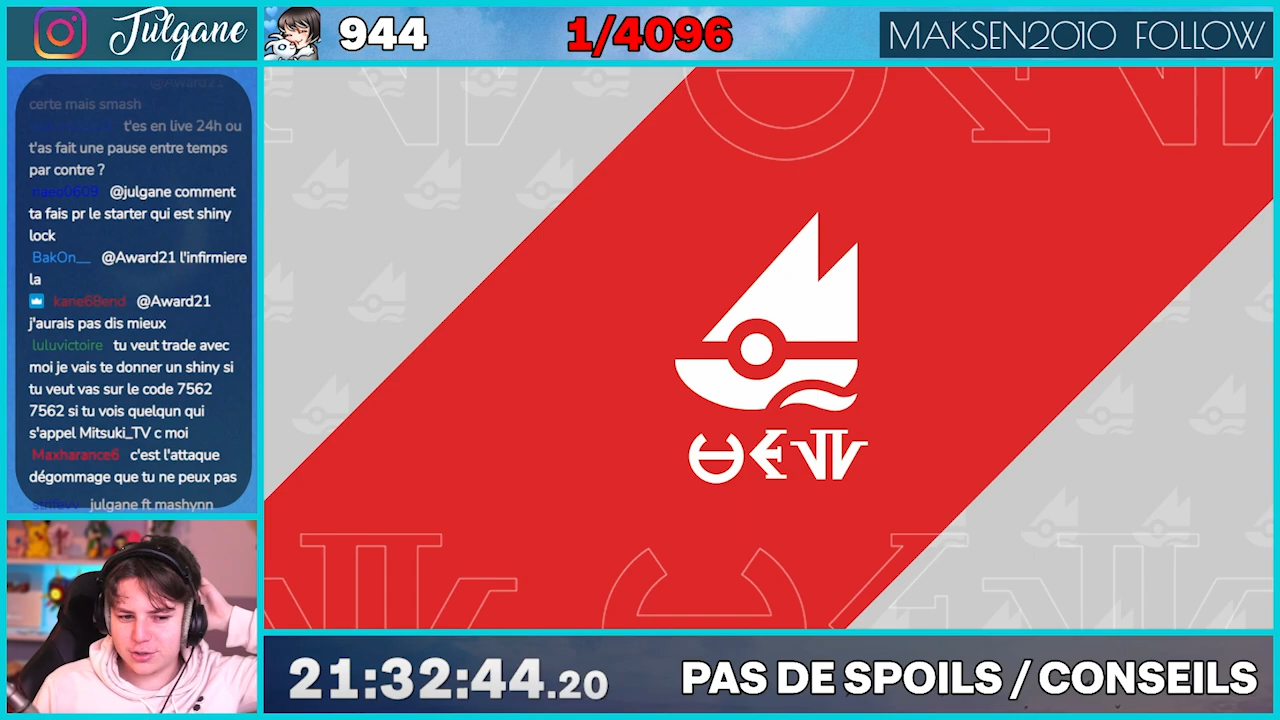 Julgane
944
1/4096
MAKSEN2010 FOLLOW
@Award21
certe mais smash
t'es en live 24h ou
t'as fait une pause entre temps
par contre ?
naeo0609 @julgane comment
ta fais pr le starter qui est shiny
lock
BakOn__ @Award21 l'infirmiere
la
kane68end @Award21
j'aurais pas dis mieux
luluvictoire tu veut trade avec
moi je vais te donner un shiny si
tu veut vas sur le code 7562
7562 si tu vois quelqun qui
s'appel Mitsuki_TV c moi
Maxharance6 c'est l'attaque
dégommage que tu ne peux pas
julgane ft mashynn
21:32:44.20
PAS DE SPOILS / CONSEILS